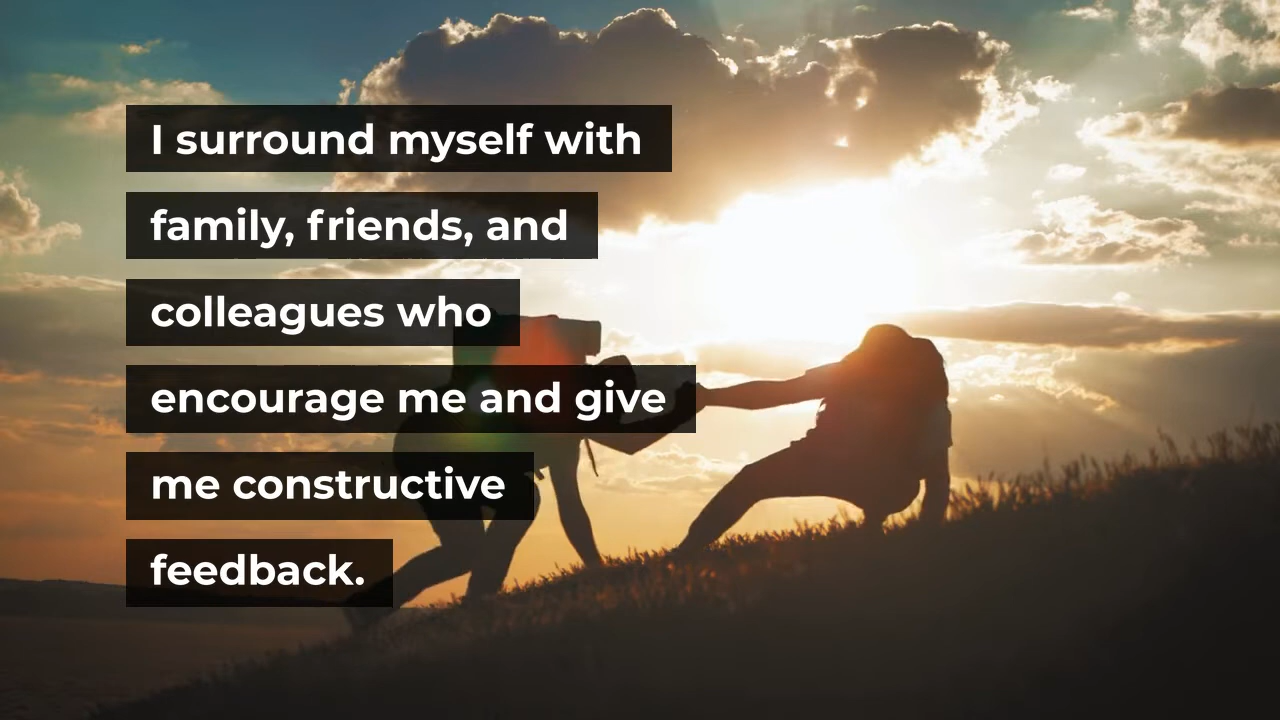 I surround myself with
family, friends, and
colleagues who
encourage me and give
me constructive
feedback.